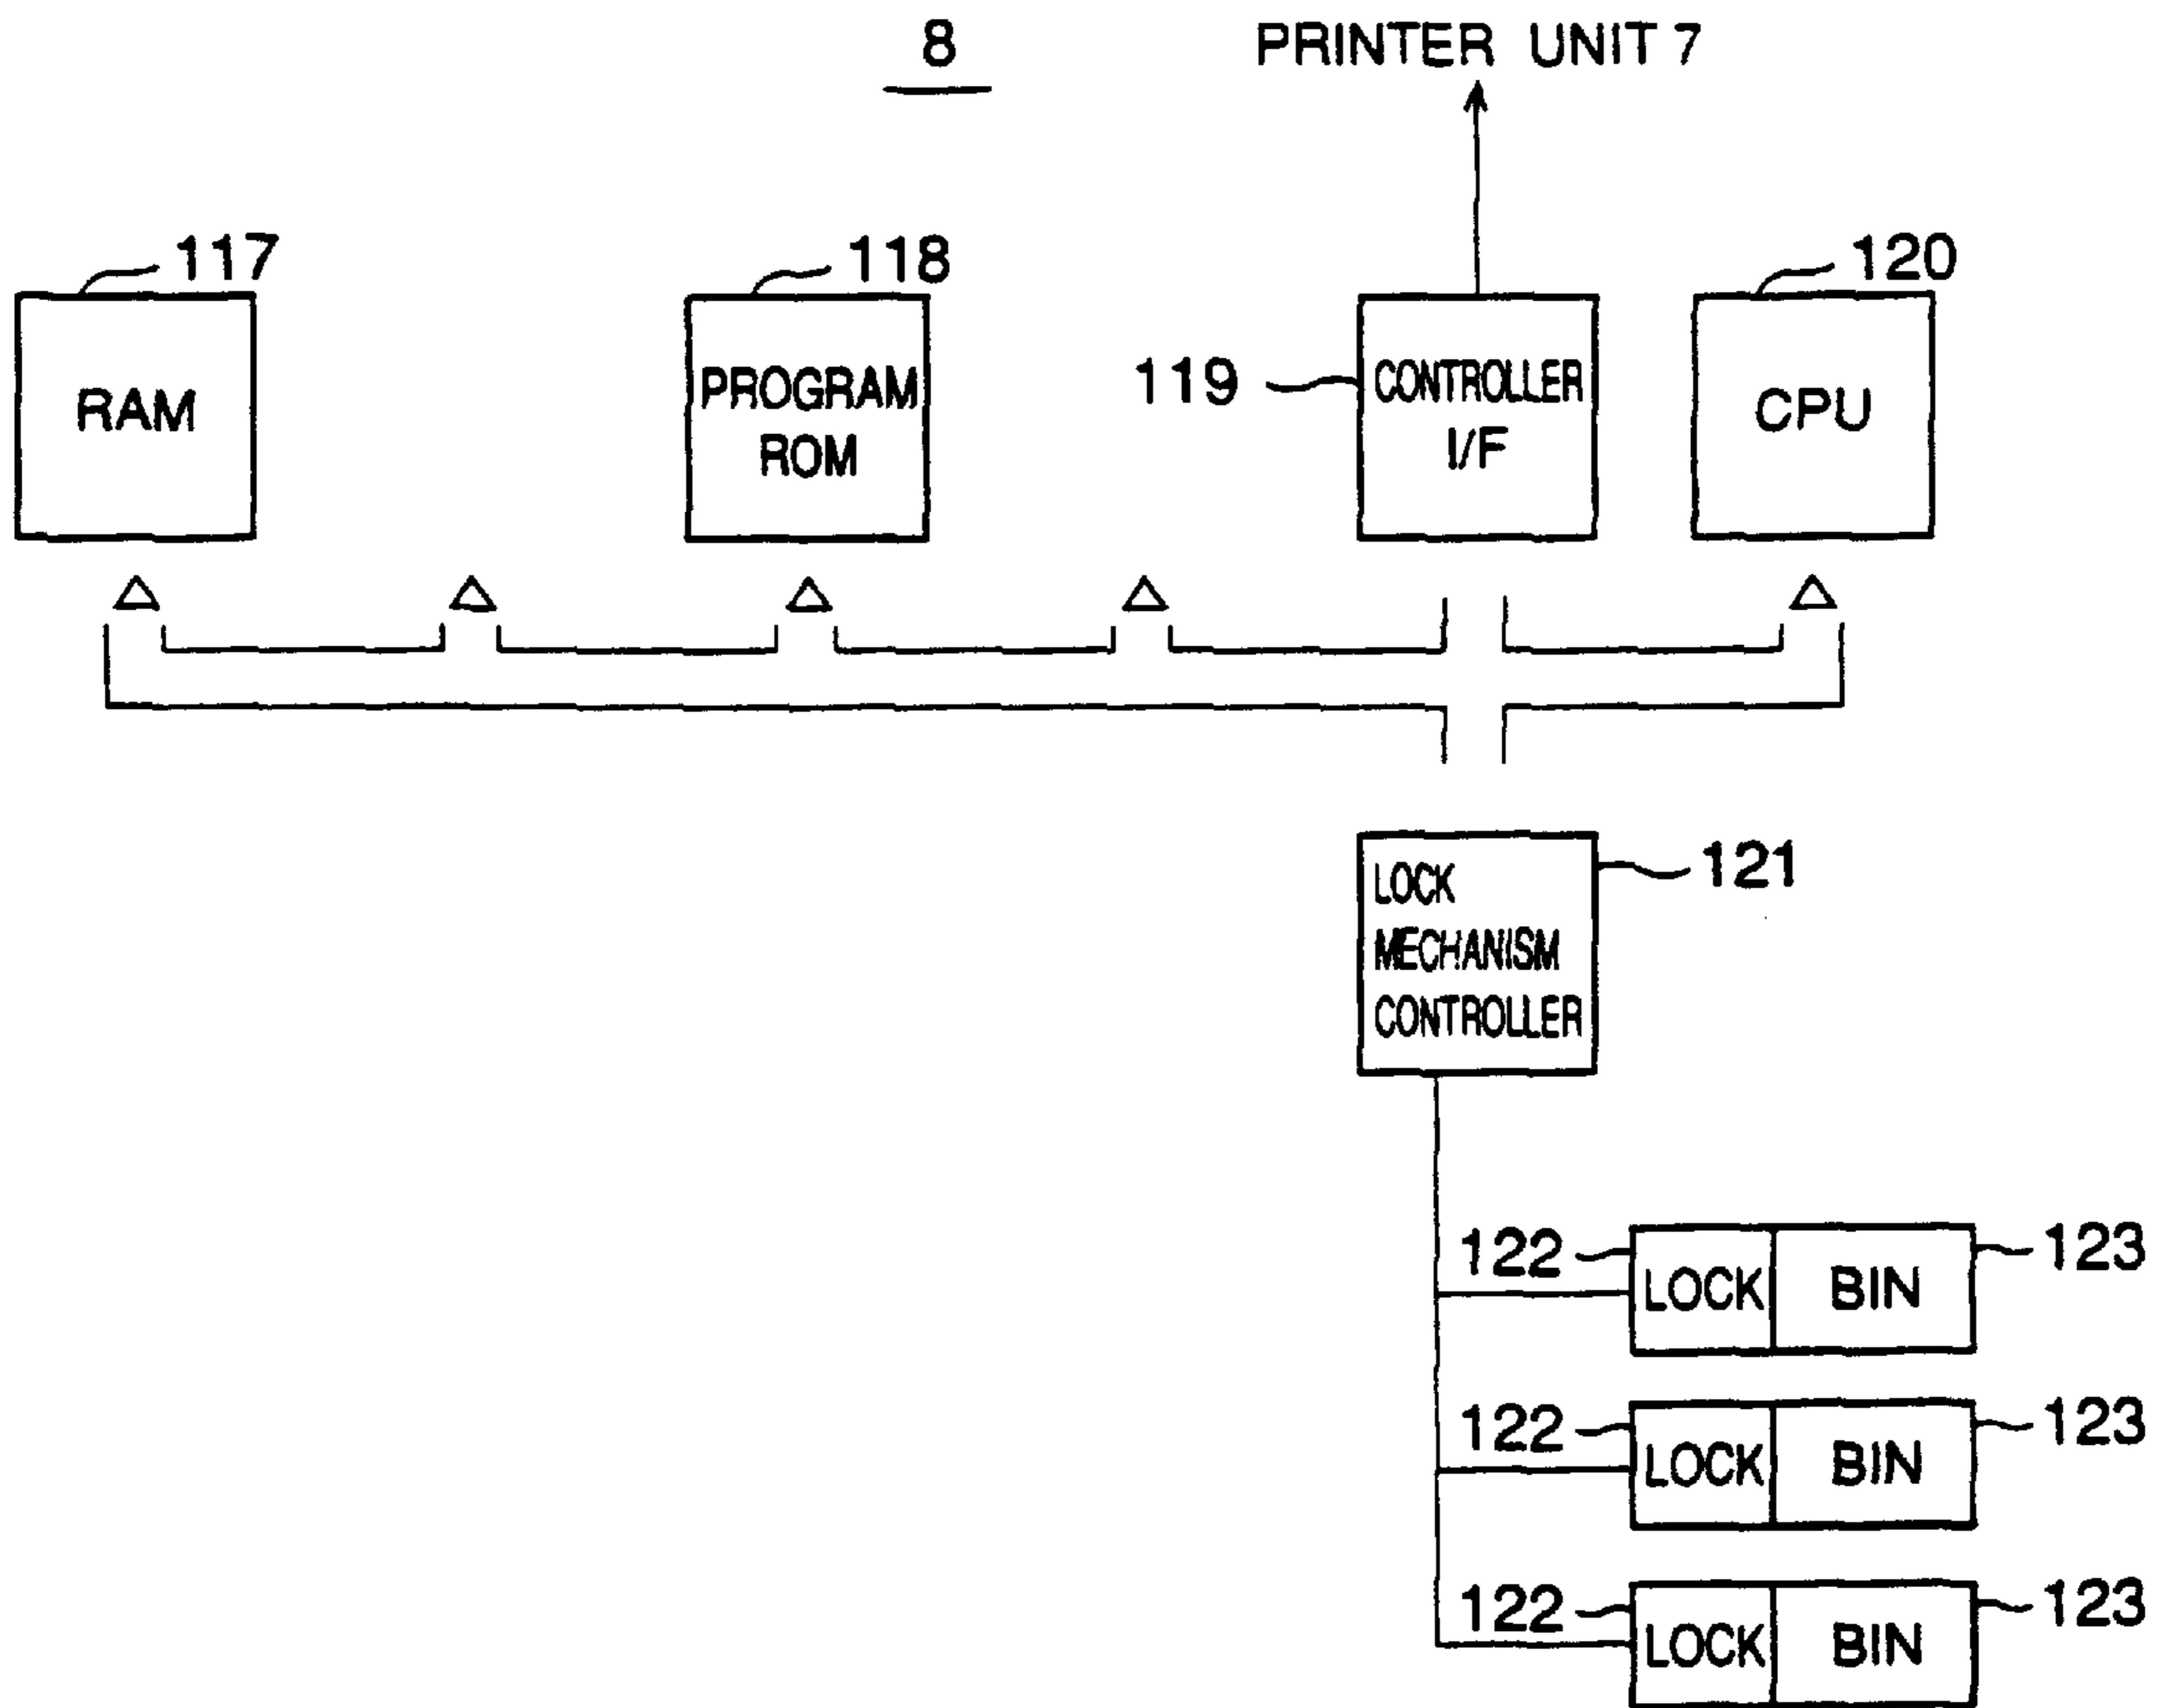 8
PRINTER UNIT 7
117
118
120
RAM
PROGRAM
ROM
119
CONTROLLER
I/F
CPU
LOCK
MECHANISM
CONTROLLER
121
122
LOCK
BIN
123
122
LOCK
BIN
123
122
LOCK
BIN
123